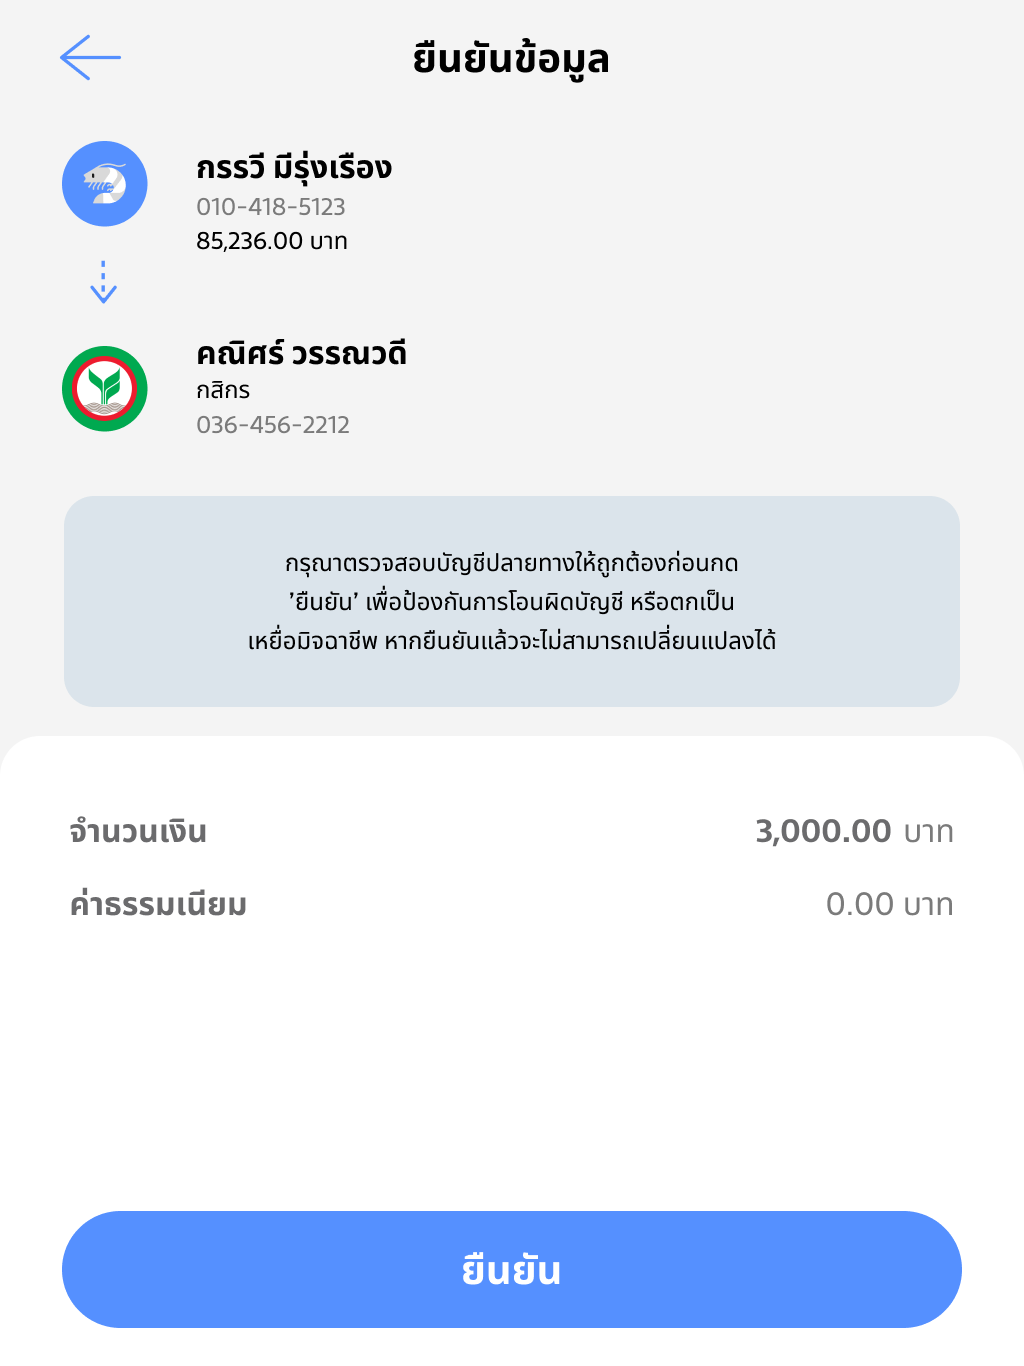 ยืนยันข้อมูล
กรรวี มีรุ่งเรือง
010-418-5123
85,236.00 บาท
คณิศร์ วรรณวดี
กสิกร
036-456-2212
กรุณาตรวจสอบบัญชีปลายทางให้ถูกต้องก่อนกด
’ยืนยัน’ เพื่อป้องกันการโอนผิดบัญชี หรือตกเป็น
เหยื่อมิจฉาชีพ หากยืนยันแล้วจะไม่สามารถเปลี่ยนแปลงได้
จำนวนเงิน 3,000.00 บาท
ค่าธรรมเนียม 0.00 บาท
ยืนยัน